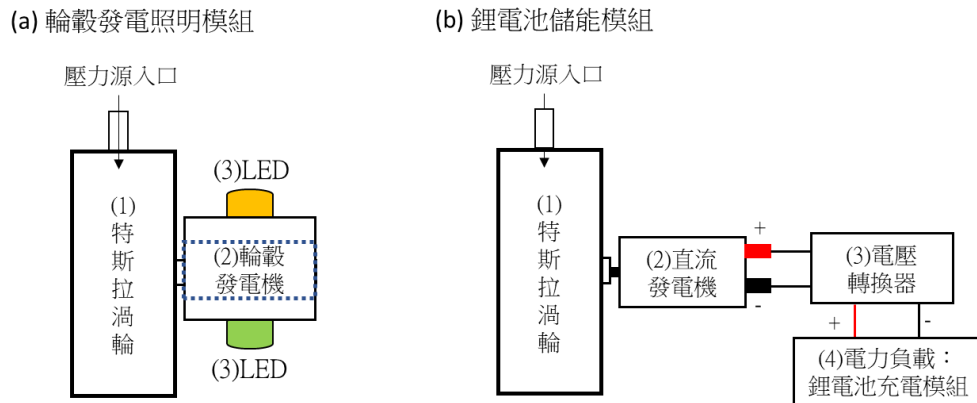 (a) 輪轂發電照明模組
壓力源入口
(1)
特
斯
拉
渦
輪
(3)LED
(2)輪轂
發電機
(3)LED
(b) 鋰電池儲能模組
壓力源入口
(1)
特
斯
拉
渦
輪
(2)直流
發電機
+
-
(3)電壓
轉換器
+
-
(4)電力負載：
鋰電池充電模組